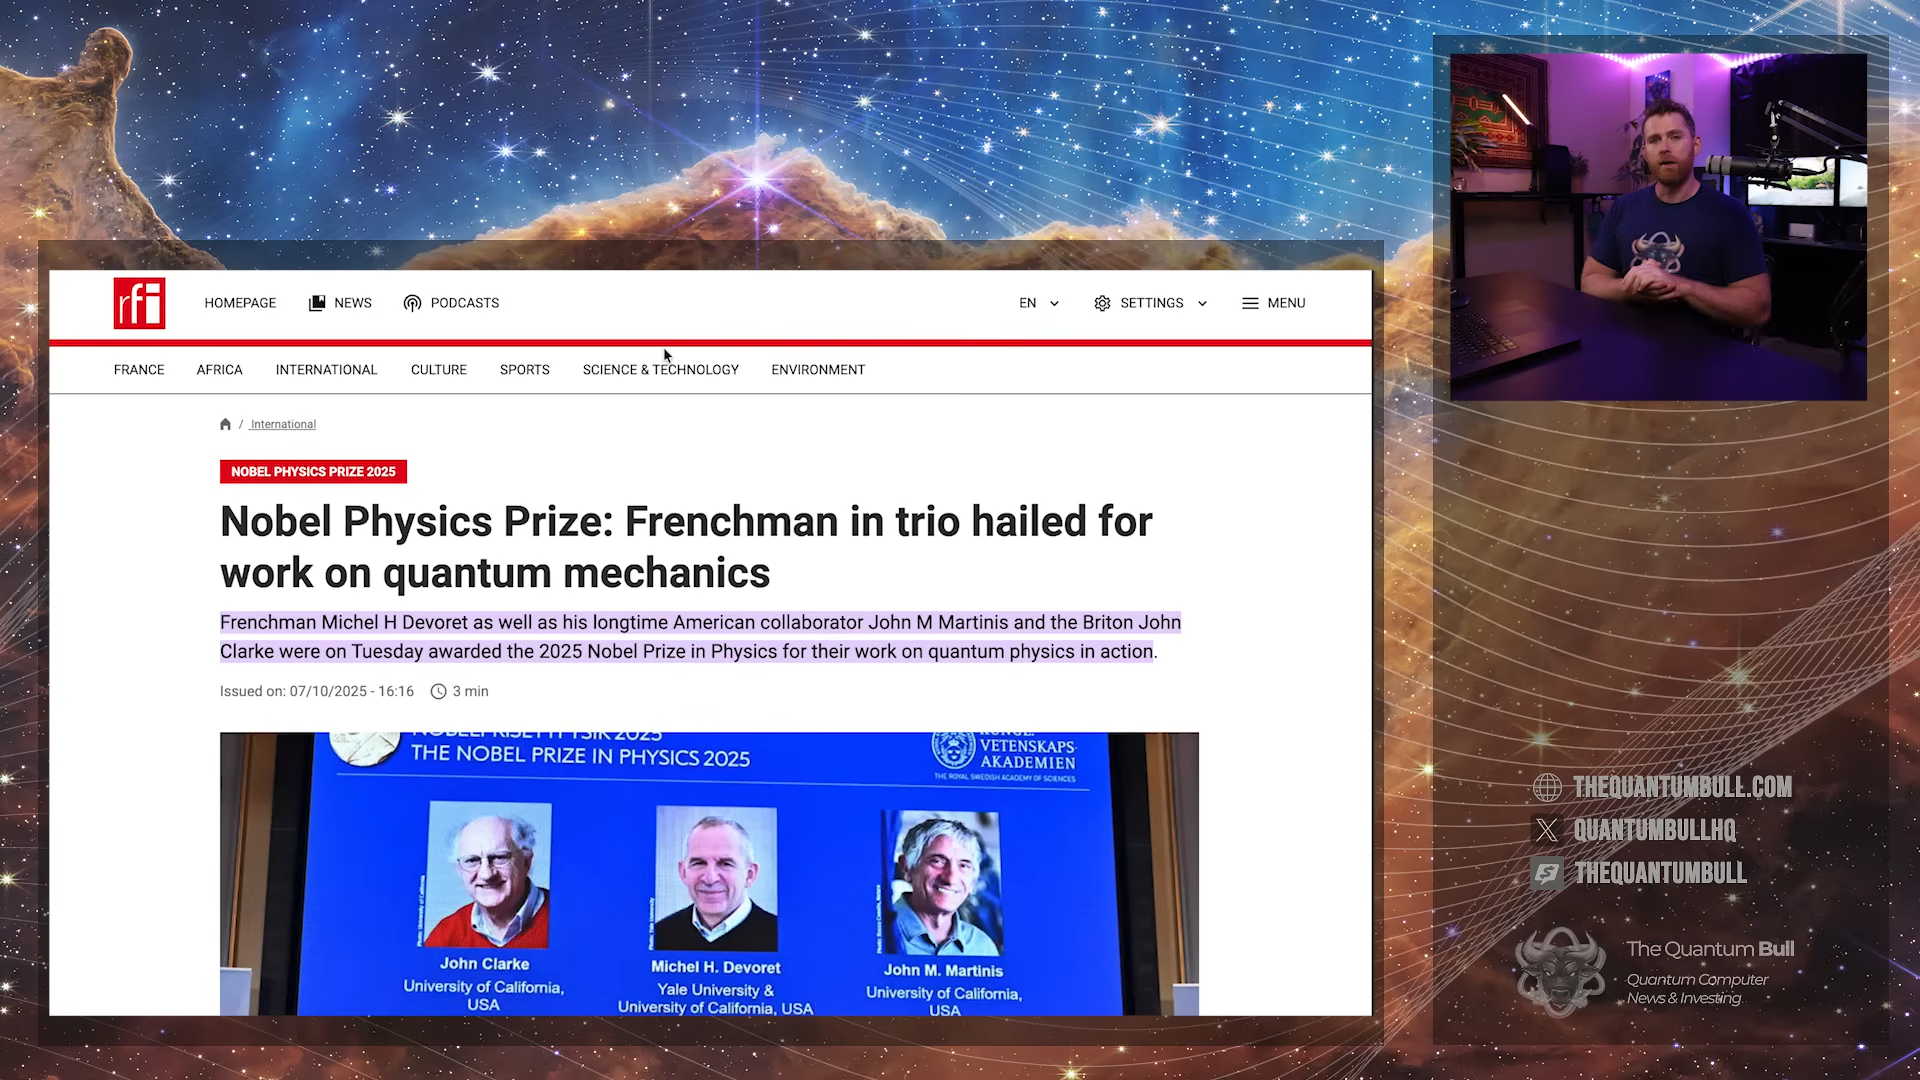 rfi
HOMEPAGE
NEWS
PODCASTS
EN
SETTINGS
MENU
FRANCE
AFRICA
INTERNATIONAL
CULTURE
SPORTS
SCIENCE & TECHNOLOGY
ENVIRONMENT
/ International
NOBEL PHYSICS PRIZE 2025
Nobel Physics Prize: Frenchman in trio hailed for
work on quantum mechanics
Frenchman Michel H Devoret as well as his longtime American collaborator John M Martinis and the Briton John
Clarke were on Tuesday awarded the 2025 Nobel Prize in Physics for their work on quantum physics in action.
Issued on: 07/10/2025 - 16:16
3 min
THE NOBEL PRIZE IN PHYSICS 2025
VETENSKAPS-
AKADEMIEN
THE ROYAL SWEDISH ACADEMY OF SCIENCES
John Clarke
University of California,
USA
Michel H. Devoret
Yale University &
University of California, USA
John M. Martinis
University of California,
USA
THEQUANTUMBULL.COM
QUANTUMBULLHQ
THEQUANTUMBULL
The Quantum Bull
Quantum Computer
News & Investing